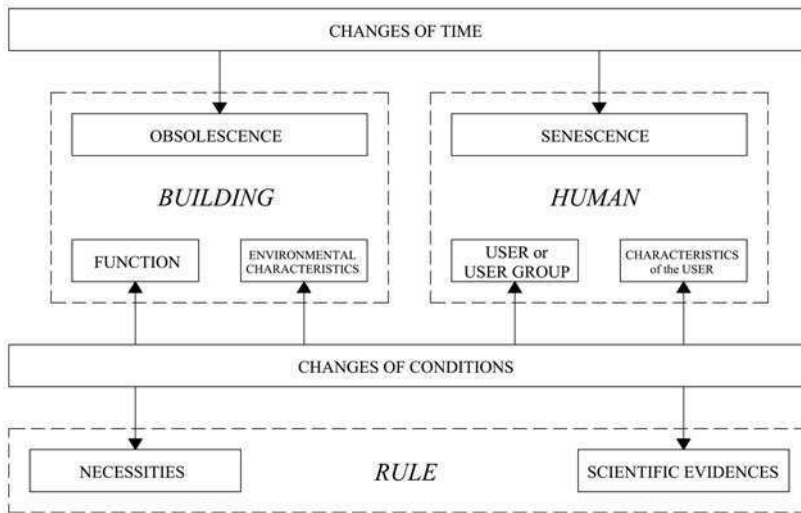 CHANGES OF TIME
OBSOLESCENCE
SENESCENCE
BUILDING
HUMAN
FUNCTION
ENVIRONMENTAL
CHARACTERISTICS
USER or
USER GROUP
CHARACTERISTICS
of the USER
CHANGES OF CONDITIONS
NECESSITIES
RULE
SCIENTIFIC EVIDENCES